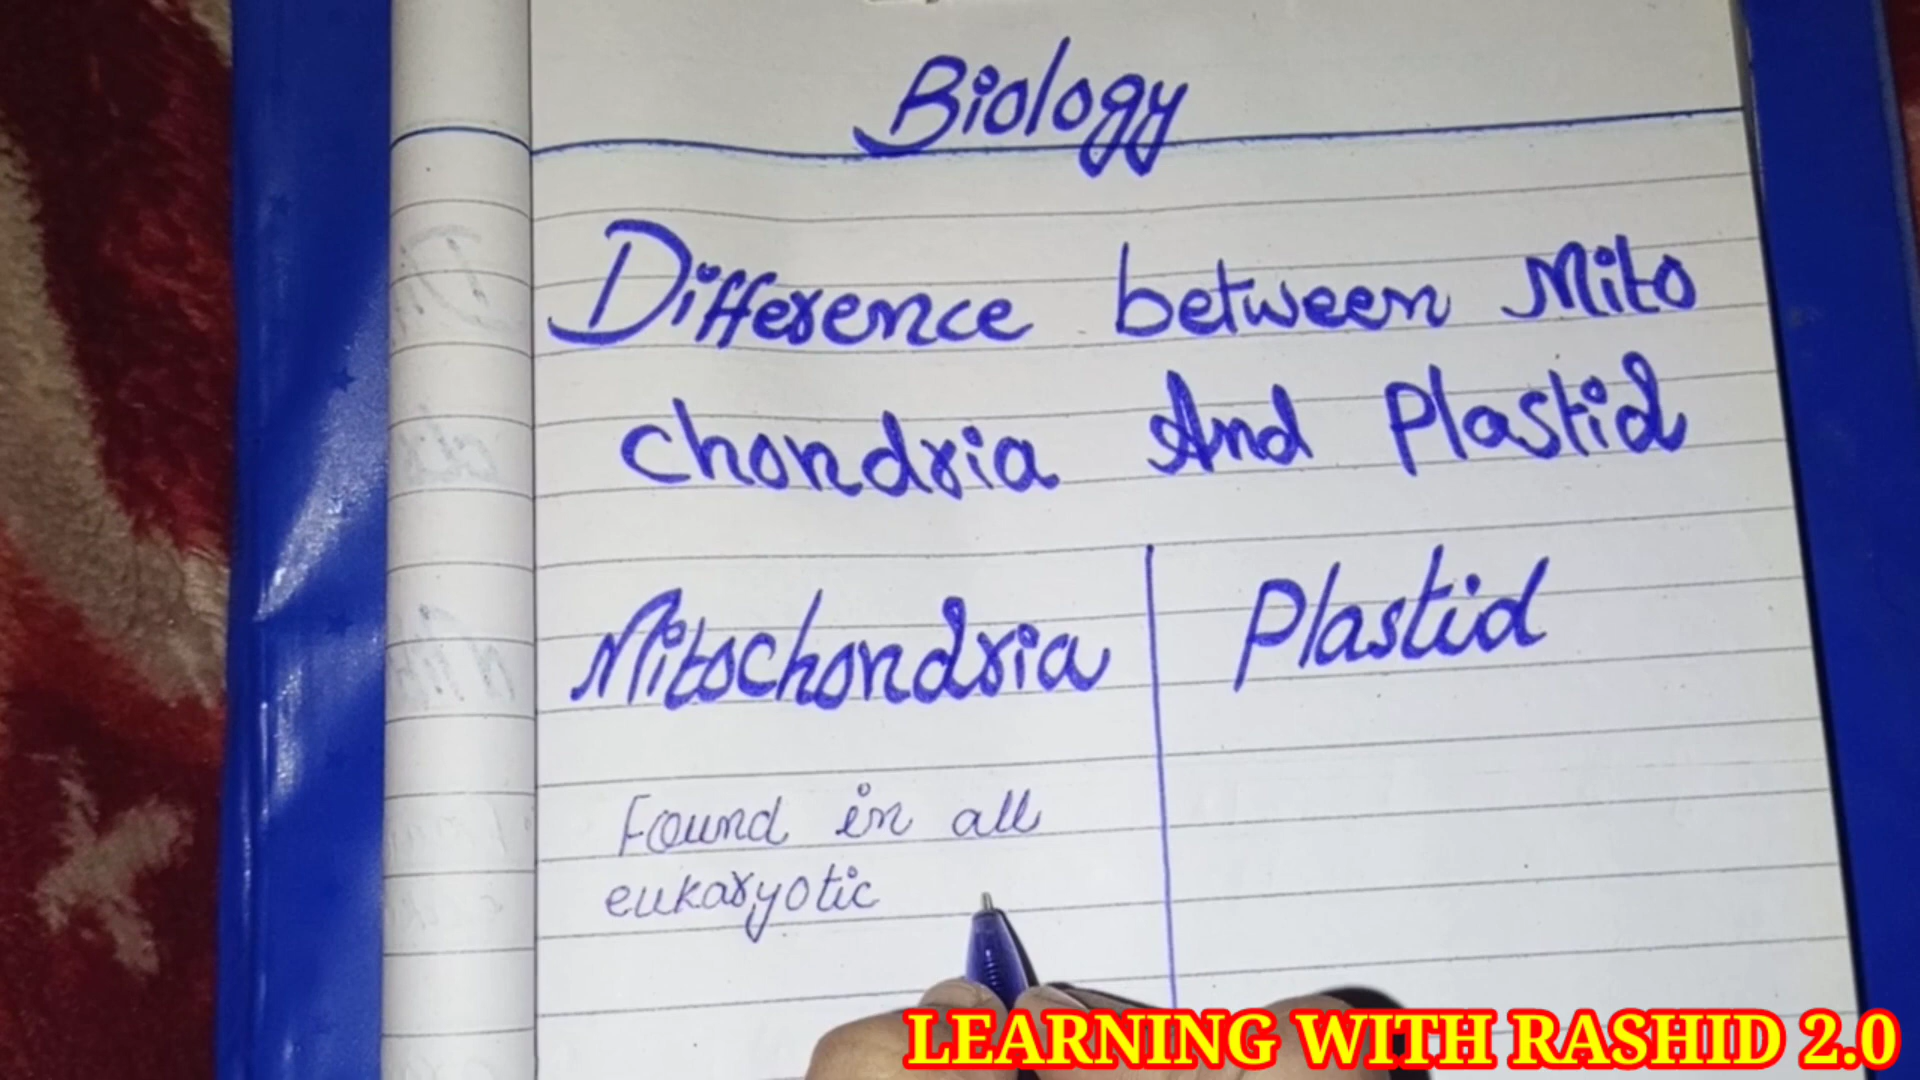 Biology
Difference between Mito
chondria And Plastid
Mitochondria
Plastid
Found in all
eukaryotic
LEARNING WITH RASHID 2.0